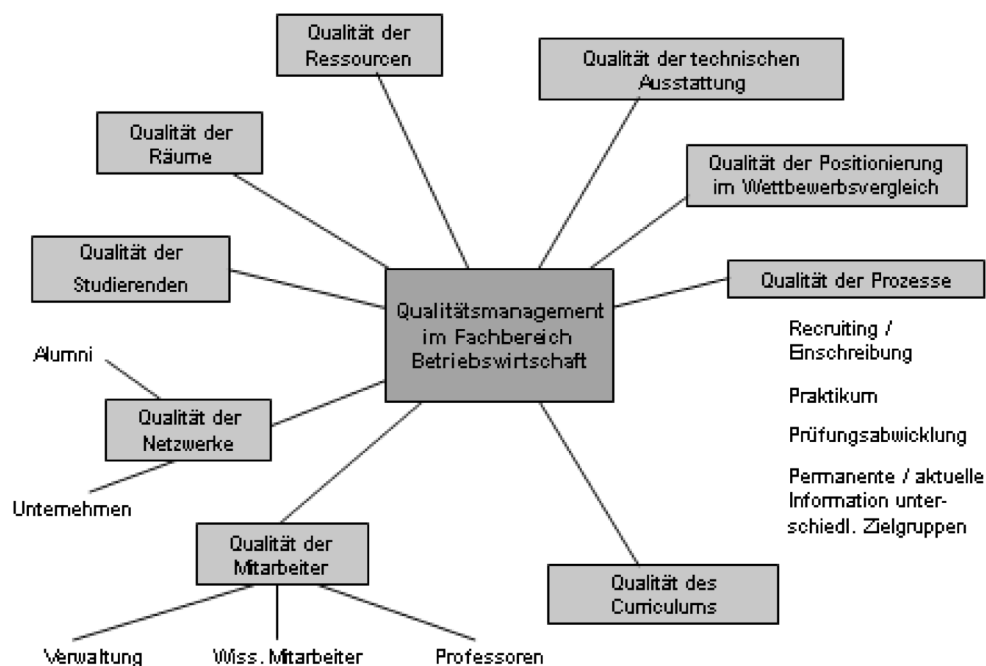 Qualität der
Ressourcen
Qualität der technischen
Ausstattung
Qualität der
Räume
Qualität der Positionierung
im Wettbewerbsvergleich
Qualität der
Studierenden
Qualitätsmanagement
im Fachbereich
Betriebswirtschaft
Qualität der Prozesse
Recruiting /
Einschreibung
Praktikum
Prüfungsabwicklung
Permanente / aktuelle
Information unter-
schiedl. Zielgruppen
Alumni
Qualität der
Netzwerke
Unternehmen
Qualität der
Mitarbeiter
Qualität des
Curriculums
Verwaltung
Wiss. Mitarbeiter
Professoren